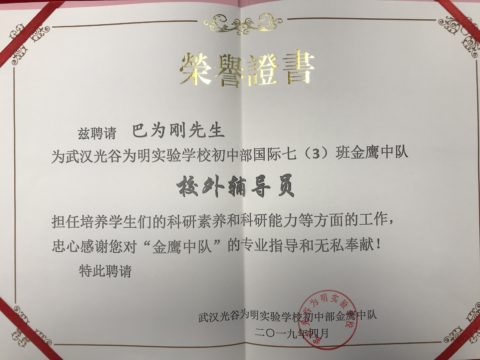 榮譽證書
兹聘请 巴为刚先生
为武汉光谷为明实验学校初中部国际七（3）班金鹰中队
校外辅导员
担任培养学生们的科研素养和科研能力等方面的工作，
忠心感谢您对“金鹰中队”的专业指导和无私奉献！
特此聘请
武汉光谷为明实验学校初中部金鹰中队
二〇一九年四月